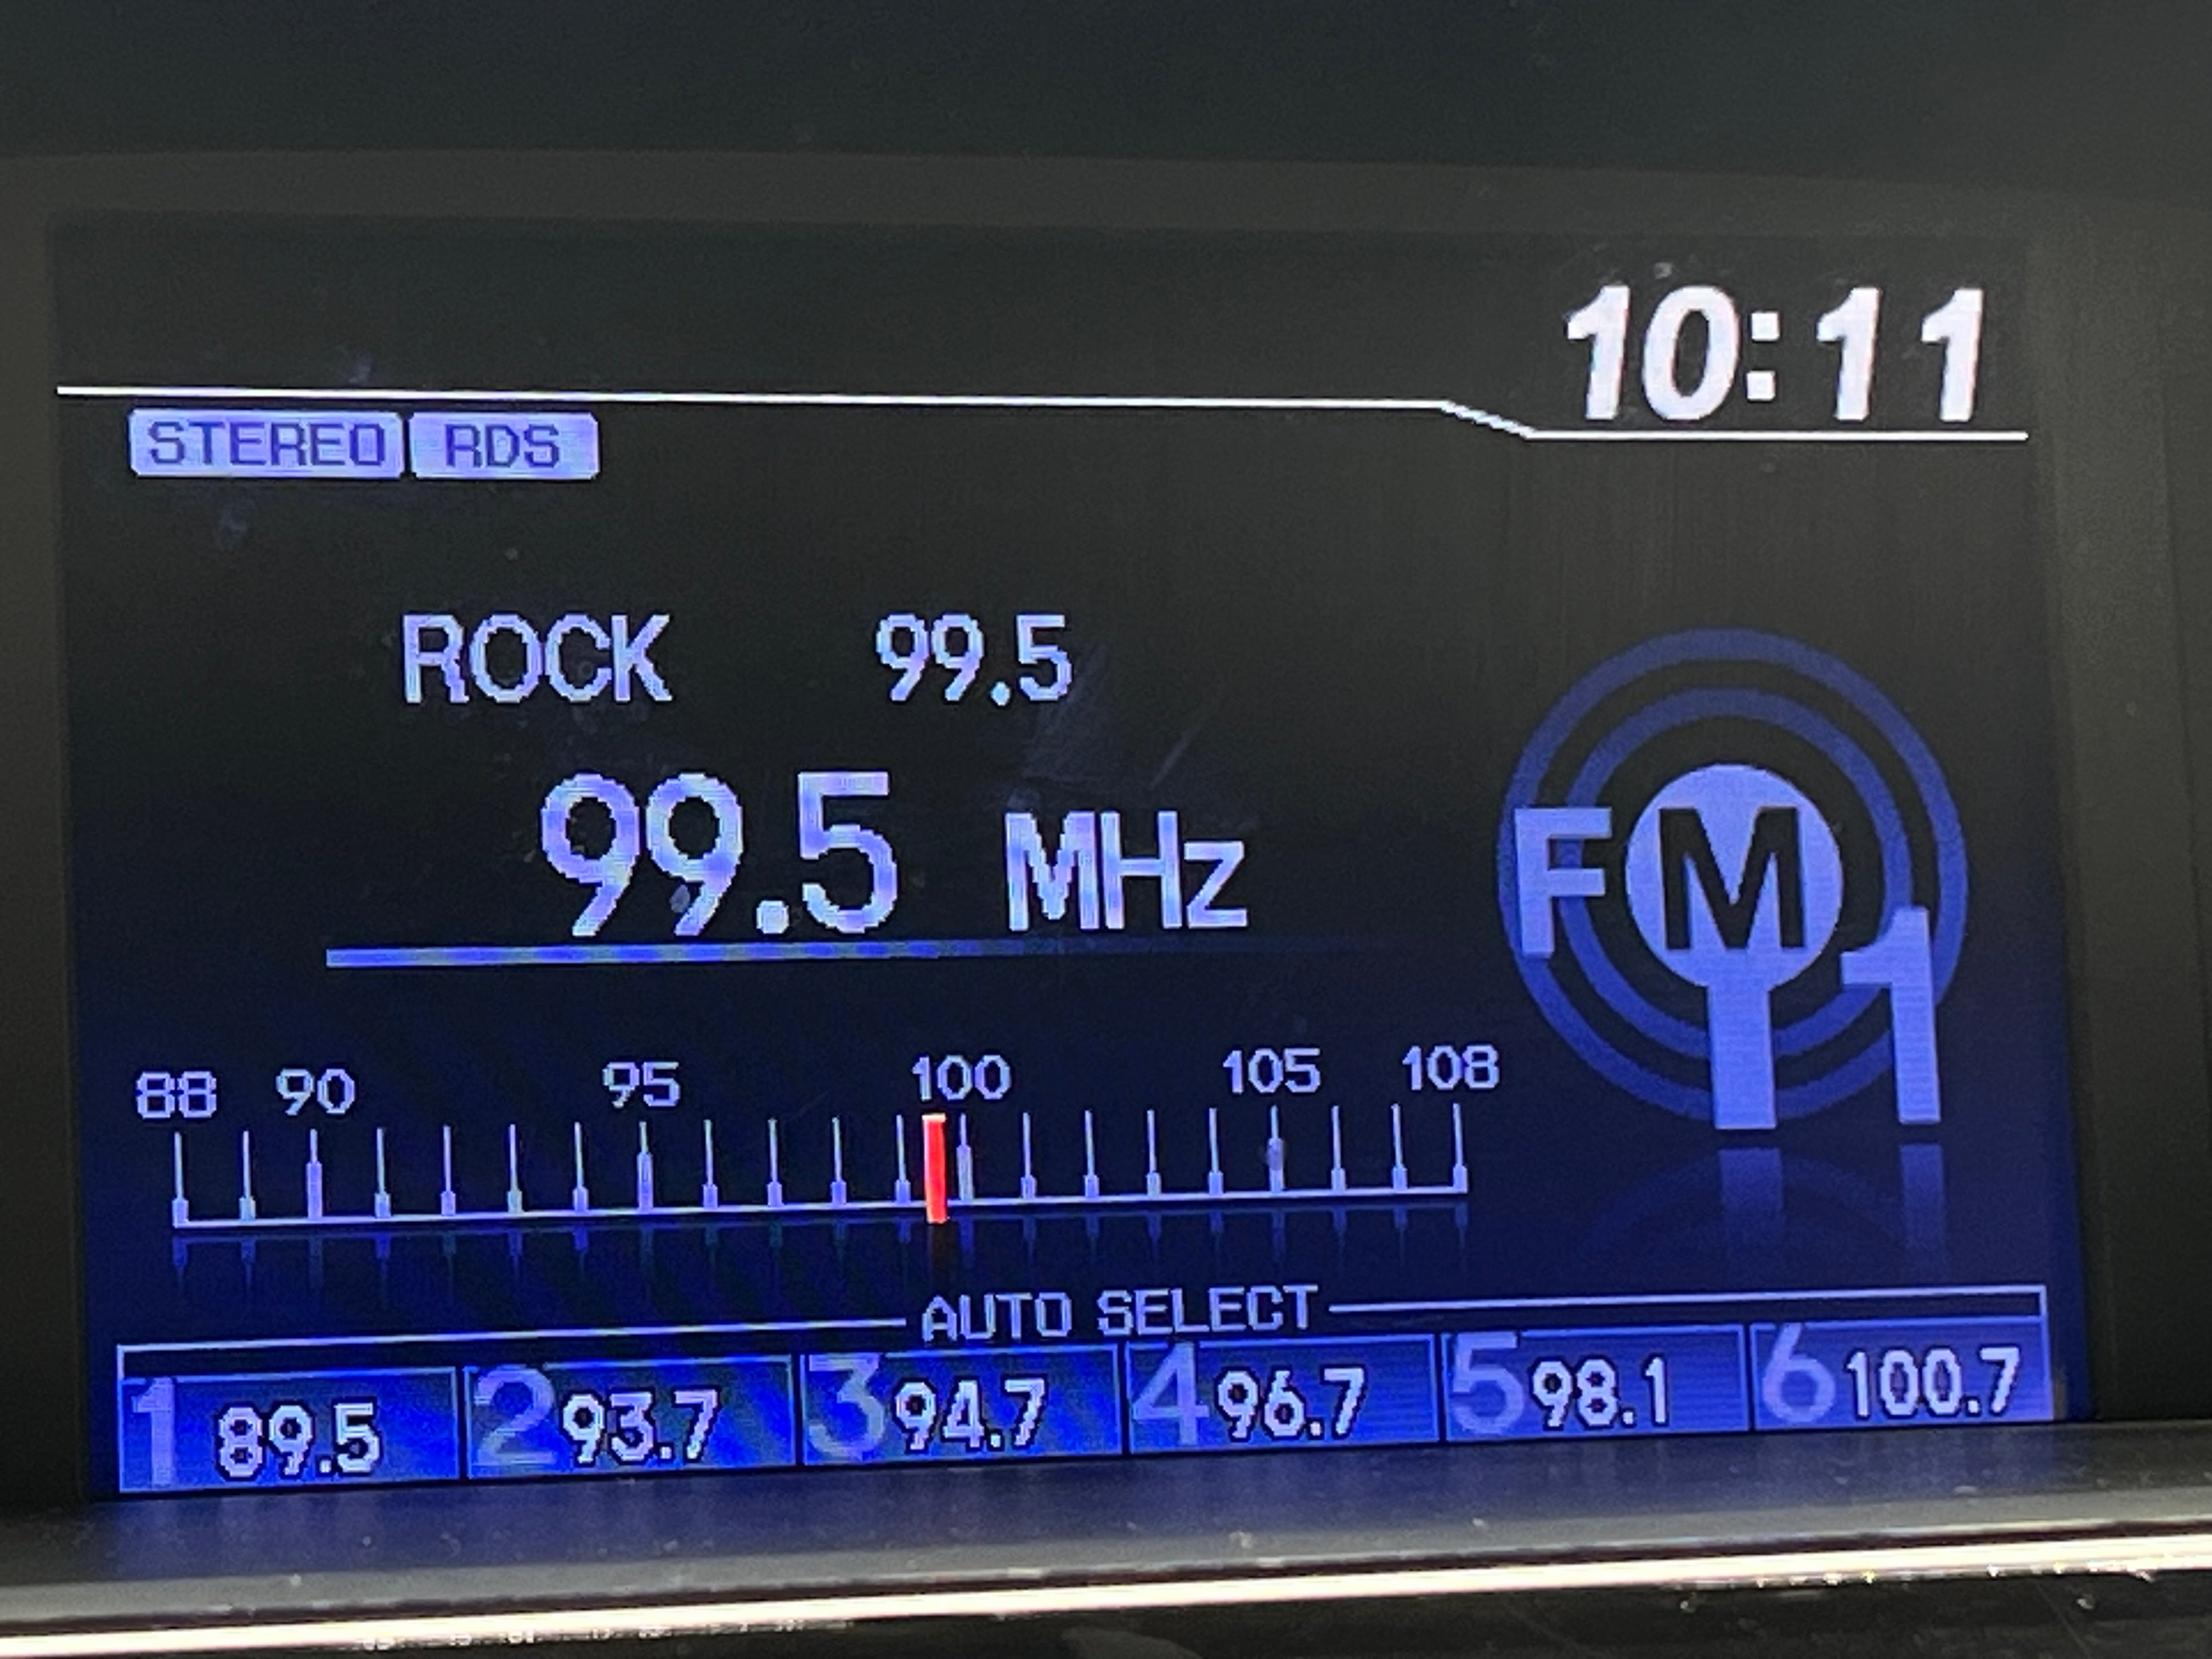 10:11
STEREO RDS
ROCK 99.5
99.5 MHz
FM1
88 90 95 100 105 108
AUTO SELECT
1 89.5 2 93.7 3 94.7 4 96.7 5 98.1 6 100.7